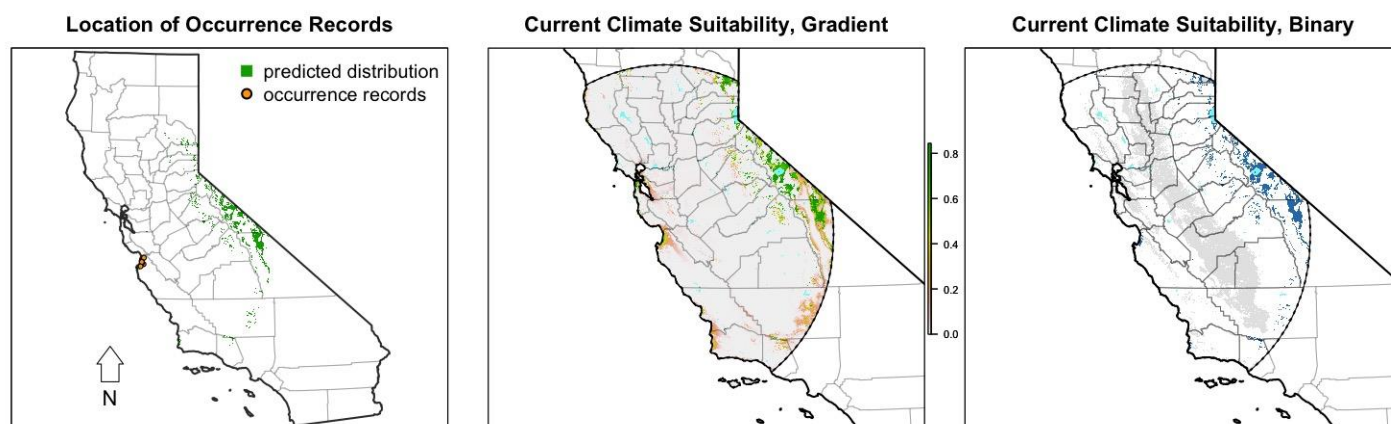 Location of Occurrence Records
predicted distribution
occurrence records
N
Current Climate Suitability, Gradient
0.8
0.6
0.4
0.2
0.0
Current Climate Suitability, Binary